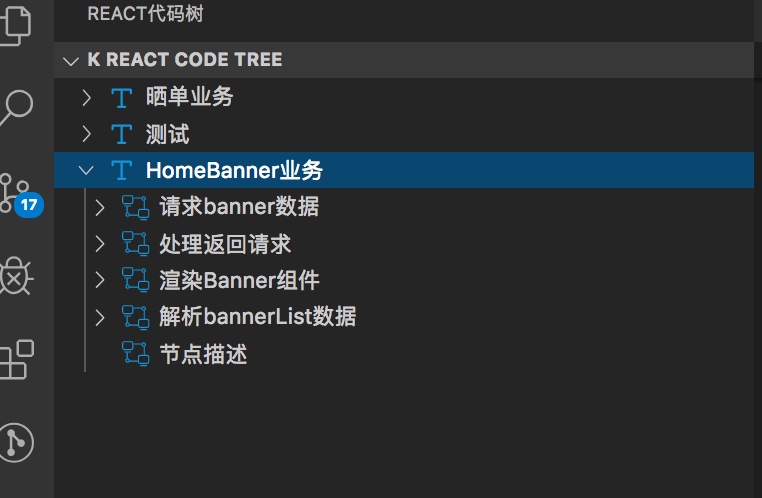 REACT代码树
K REACT CODE TREE
晒单业务
测试
HomeBanner业务
17
请求banner数据
处理返回请求
渲染Banner组件
解析bannerList数据
节点描述